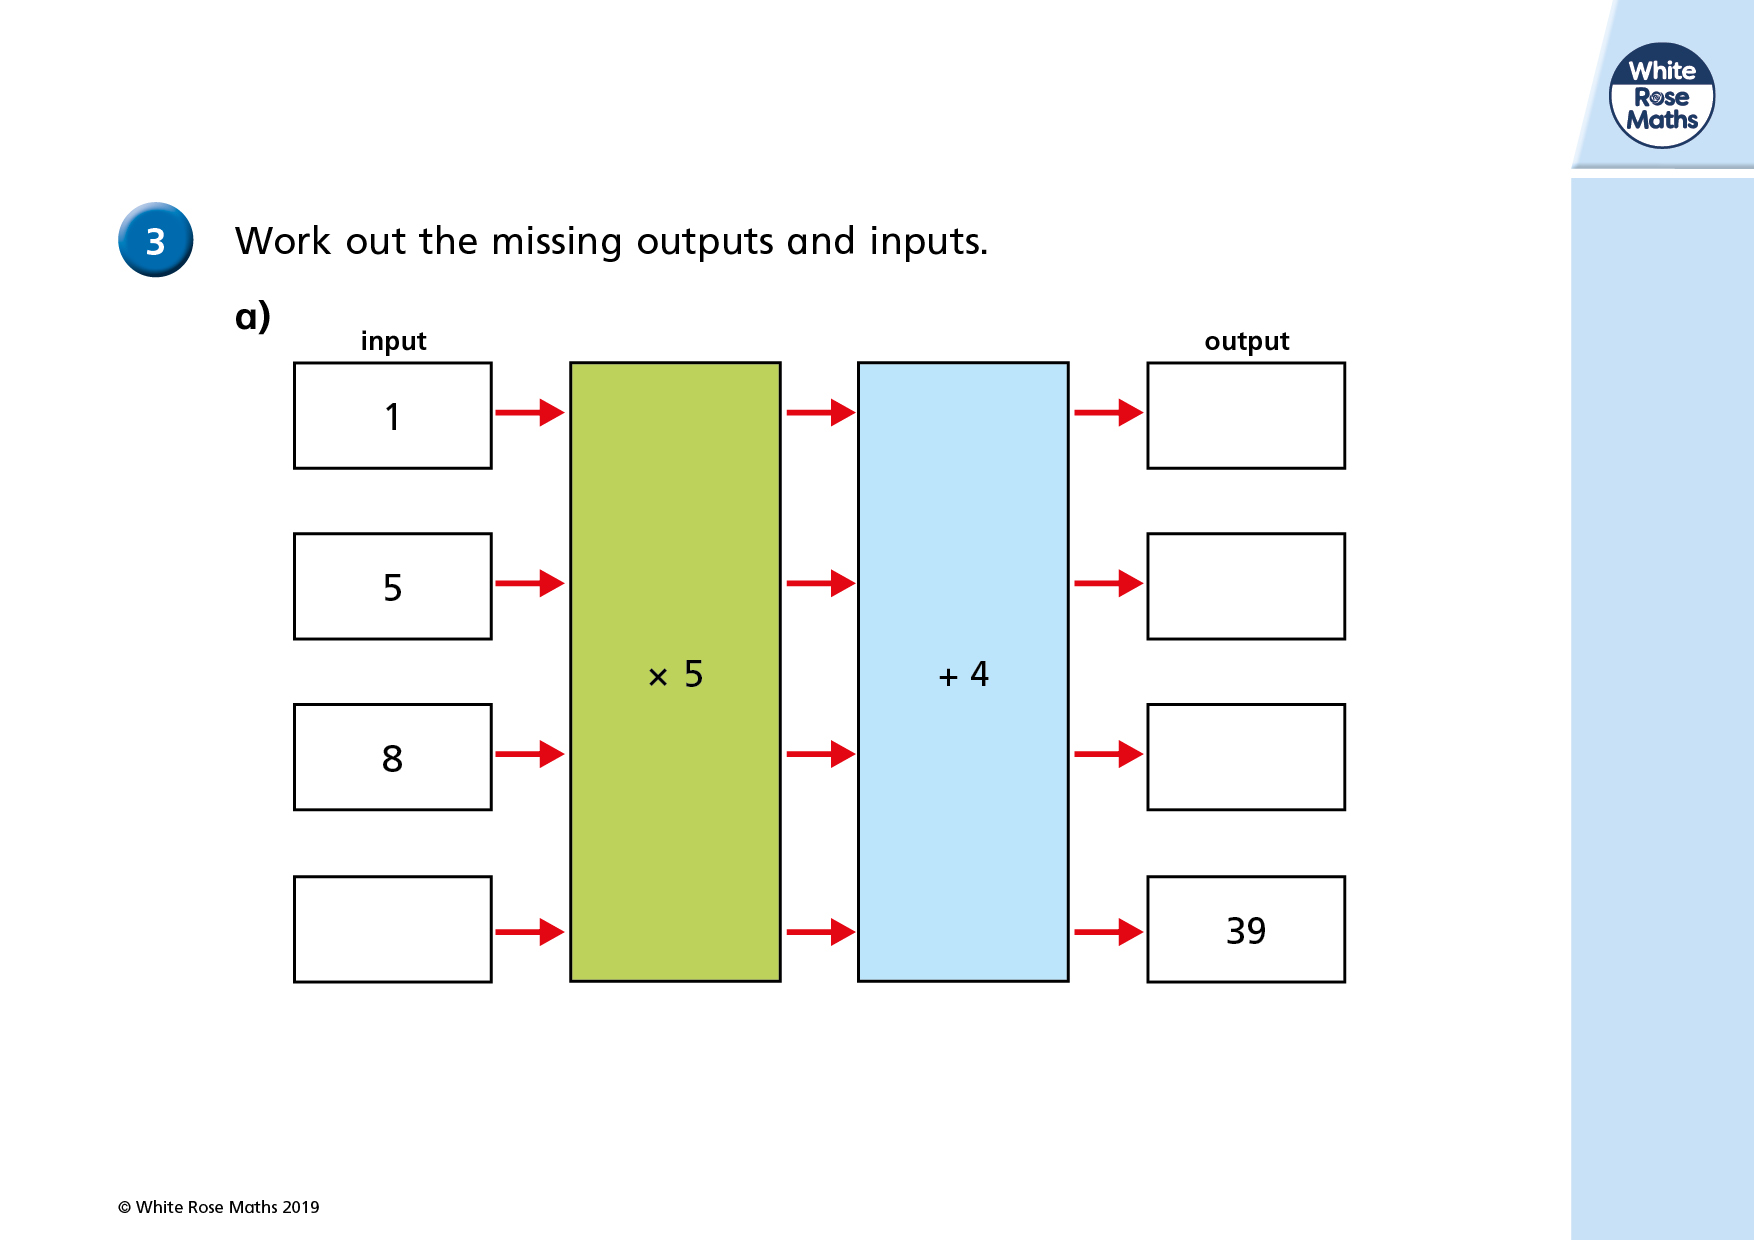 White
Rose
Maths
3 Work out the missing outputs and inputs.
a)
input output
1
5
× 5 + 4
8
39
© White Rose Maths 2019